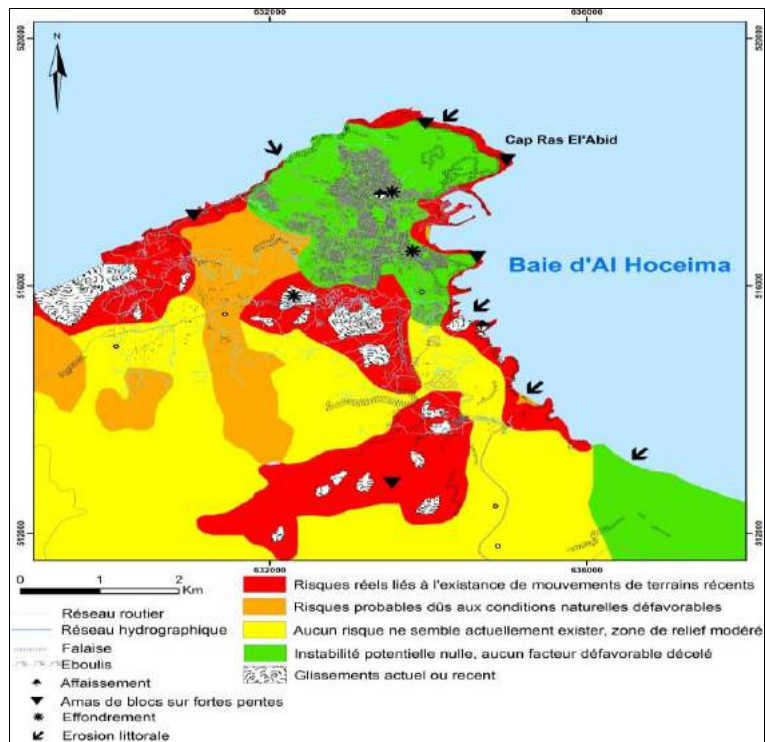 632000
636000
520000
520000
N
Cap Ras El'Abid
Baie d'Al Hoceima
516000
516000
512000
512000
632000
636000
0 1 2
Km
Réseau routier
Réseau hydrographique
Falaise
Eboulis
Affaissement
Amas de blocs sur fortes pentes
Effondrement
Erosion littorale
Risques réels liés à l'existance de mouvements de terrains récents
Risques probables dûs aux conditions naturelles défavorables
Aucun risque ne semble actuellement exister, zone de relief modéré
Instabilité potentielle nulle, aucun facteur défavorable décelé
Glissements actuel ou recent